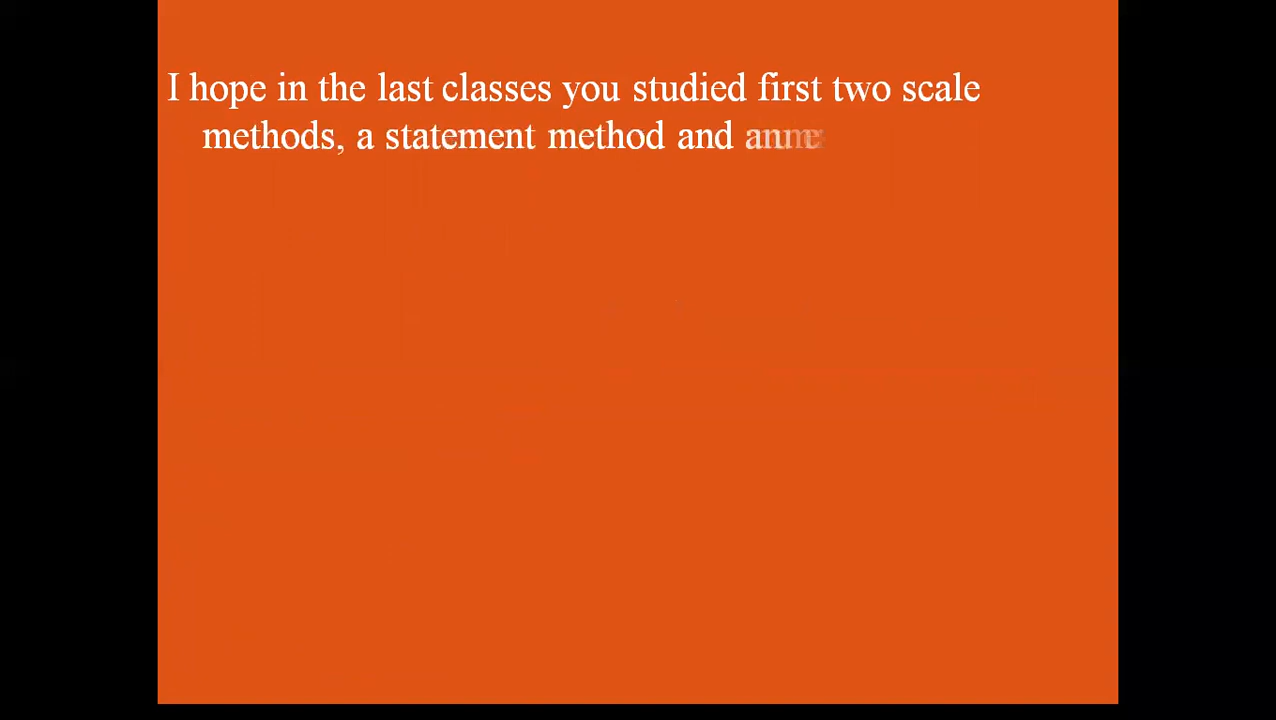 I hope in the last classes you studied first two scale
methods, a statement method and